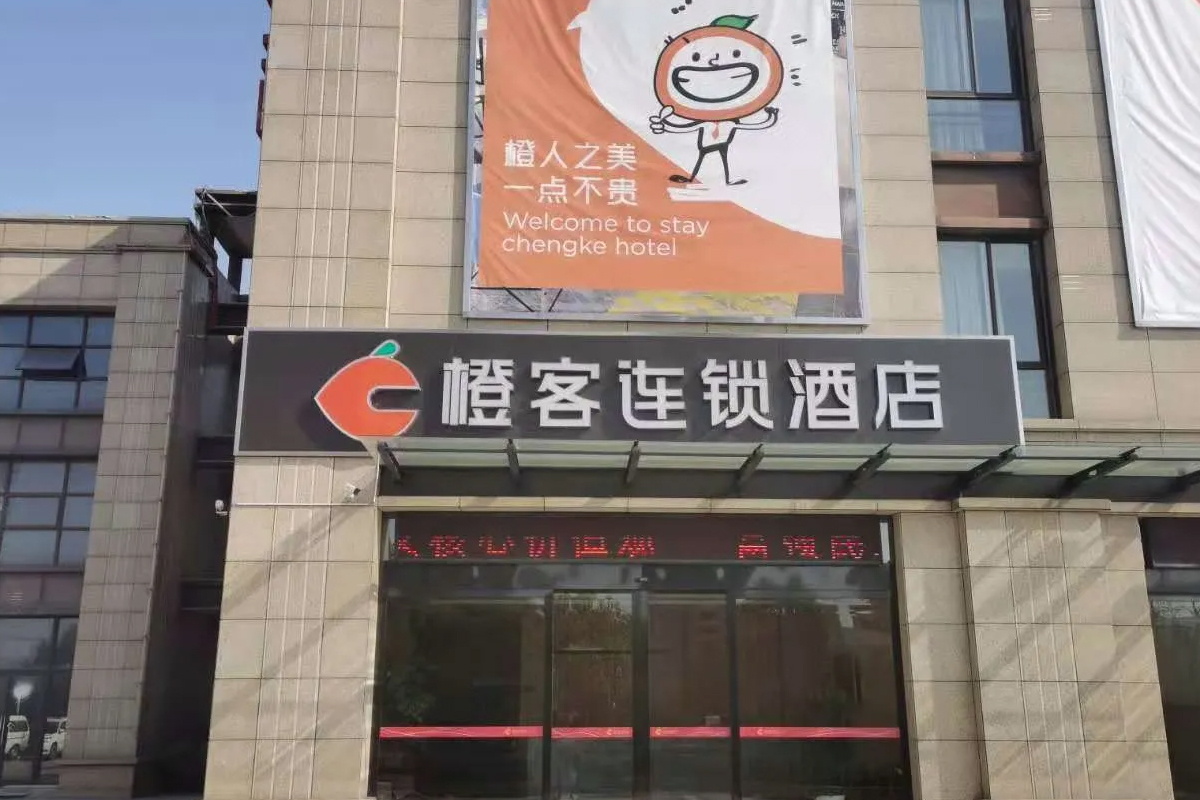 橙人之美
一点不贵
Welcome to stay
chengke hotel
橙客连锁酒店